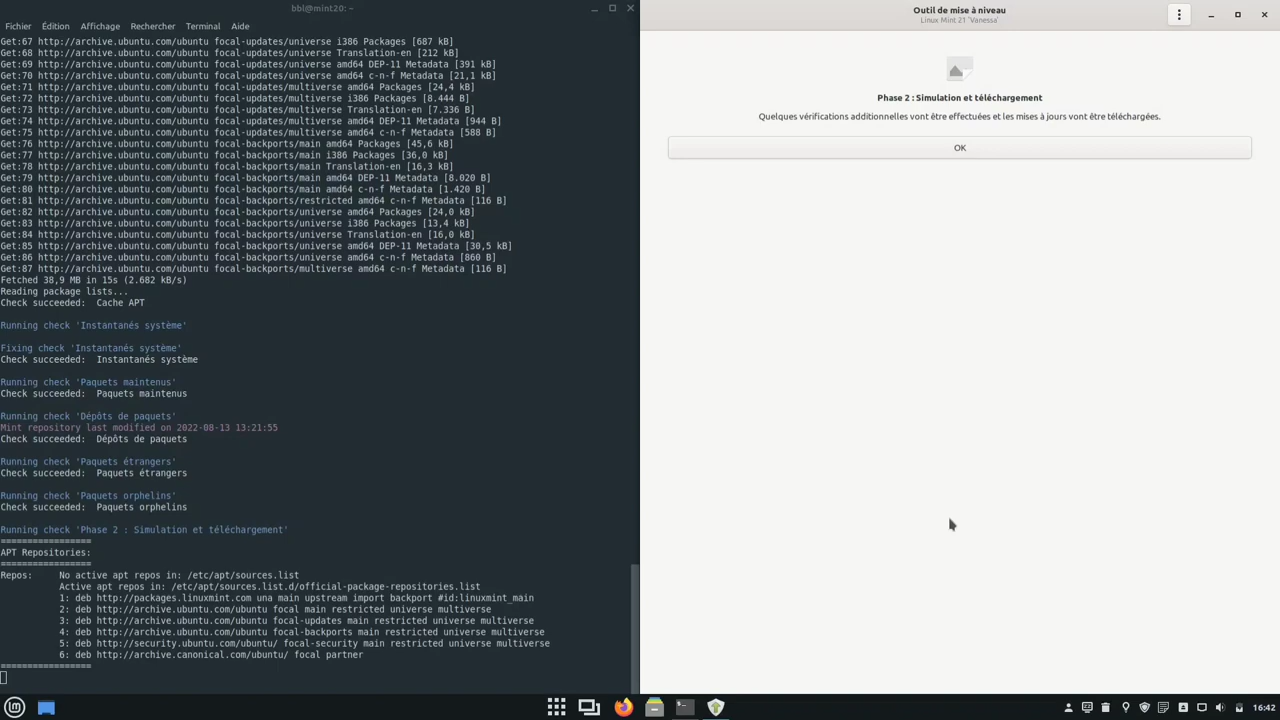 bbl@mint20: ~
Fichier Édition Affichage Rechercher Terminal Aide
Get:67 http://archive.ubuntu.com/ubuntu focal-updates/universe i386 Packages [687 kB]
Get:68 http://archive.ubuntu.com/ubuntu focal-updates/universe Translation-en [212 kB]
Get:69 http://archive.ubuntu.com/ubuntu focal-updates/universe amd64 DEP-11 Metadata [391 kB]
Get:70 http://archive.ubuntu.com/ubuntu focal-updates/universe amd64 c-n-f Metadata [21,1 kB]
Get:71 http://archive.ubuntu.com/ubuntu focal-updates/multiverse amd64 Packages [24,4 kB]
Get:72 http://archive.ubuntu.com/ubuntu focal-updates/multiverse i386 Packages [8.444 B]
Get:73 http://archive.ubuntu.com/ubuntu focal-updates/multiverse Translation-en [7.336 B]
Get:74 http://archive.ubuntu.com/ubuntu focal-updates/multiverse amd64 DEP-11 Metadata [944 B]
Get:75 http://archive.ubuntu.com/ubuntu focal-updates/multiverse amd64 c-n-f Metadata [588 B]
Get:76 http://archive.ubuntu.com/ubuntu focal-backports/main amd64 Packages [45,6 kB]
Get:77 http://archive.ubuntu.com/ubuntu focal-backports/main i386 Packages [36,0 kB]
Get:78 http://archive.ubuntu.com/ubuntu focal-backports/main Translation-en [16,3 kB]
Get:79 http://archive.ubuntu.com/ubuntu focal-backports/main amd64 DEP-11 Metadata [8.020 B]
Get:80 http://archive.ubuntu.com/ubuntu focal-backports/main amd64 c-n-f Metadata [1.420 B]
Get:81 http://archive.ubuntu.com/ubuntu focal-backports/restricted amd64 c-n-f Metadata [116 B]
Get:82 http://archive.ubuntu.com/ubuntu focal-backports/universe amd64 Packages [24,0 kB]
Get:83 http://archive.ubuntu.com/ubuntu focal-backports/universe i386 Packages [13,4 kB]
Get:84 http://archive.ubuntu.com/ubuntu focal-backports/universe Translation-en [16,0 kB]
Get:85 http://archive.ubuntu.com/ubuntu focal-backports/universe amd64 DEP-11 Metadata [30,5 kB]
Get:86 http://archive.ubuntu.com/ubuntu focal-backports/universe amd64 c-n-f Metadata [860 B]
Get:87 http://archive.ubuntu.com/ubuntu focal-backports/multiverse amd64 c-n-f Metadata [116 B]
Fetched 38,9 MB in 15s (2.682 kB/s)
Reading package lists...
Check succeeded:  Cache APT
Running check 'Instantanés système'
Fixing check 'Instantanés système'
Check succeeded:  Instantanés système
Running check 'Paquets maintenus'
Check succeeded:  Paquets maintenus
Running check 'Dépôts de paquets'
Mint repository last modified on 2022-08-13 13:21:55
Check succeeded:  Dépôts de paquets
Running check 'Paquets étrangers'
Check succeeded:  Paquets étrangers
Running check 'Paquets orphelins'
Check succeeded:  Paquets orphelins
Running check 'Phase 2 : Simulation et téléchargement'
=================
APT Repositories:
=================
Repos: No active apt repos in: /etc/apt/sources.list
Active apt repos in: /etc/apt/sources.list.d/official-package-repositories.list
1: deb http://packages.linuxmint.com una main upstream import backport #id:linuxmint_main
2: deb http://archive.ubuntu.com/ubuntu focal main restricted universe multiverse
3: deb http://archive.ubuntu.com/ubuntu focal-updates main restricted universe multiverse
4: deb http://archive.ubuntu.com/ubuntu focal-backports main restricted universe multiverse
5: deb http://security.ubuntu.com/ubuntu/ focal-security main restricted universe multiverse
6: deb http://archive.canonical.com/ubuntu/ focal partner
=================
Outil de mise à niveau
Linux Mint 21 'Vanessa'
Phase 2 : Simulation et téléchargement
Quelques vérifications additionnelles vont être effectuées et les mises à jours vont être téléchargées.
OK
16:42